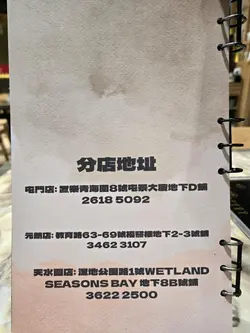 分店地址
屯門店: 置樂青海圍8號屯景大廈地下D舖
2618 5092
元朗店: 教育路63-69號福發樓地下2-3號舖
3462 3107
天水圍店: 濕地公園路1號WETLAND
SEASONS BAY 地下8B號舖
3622 2500